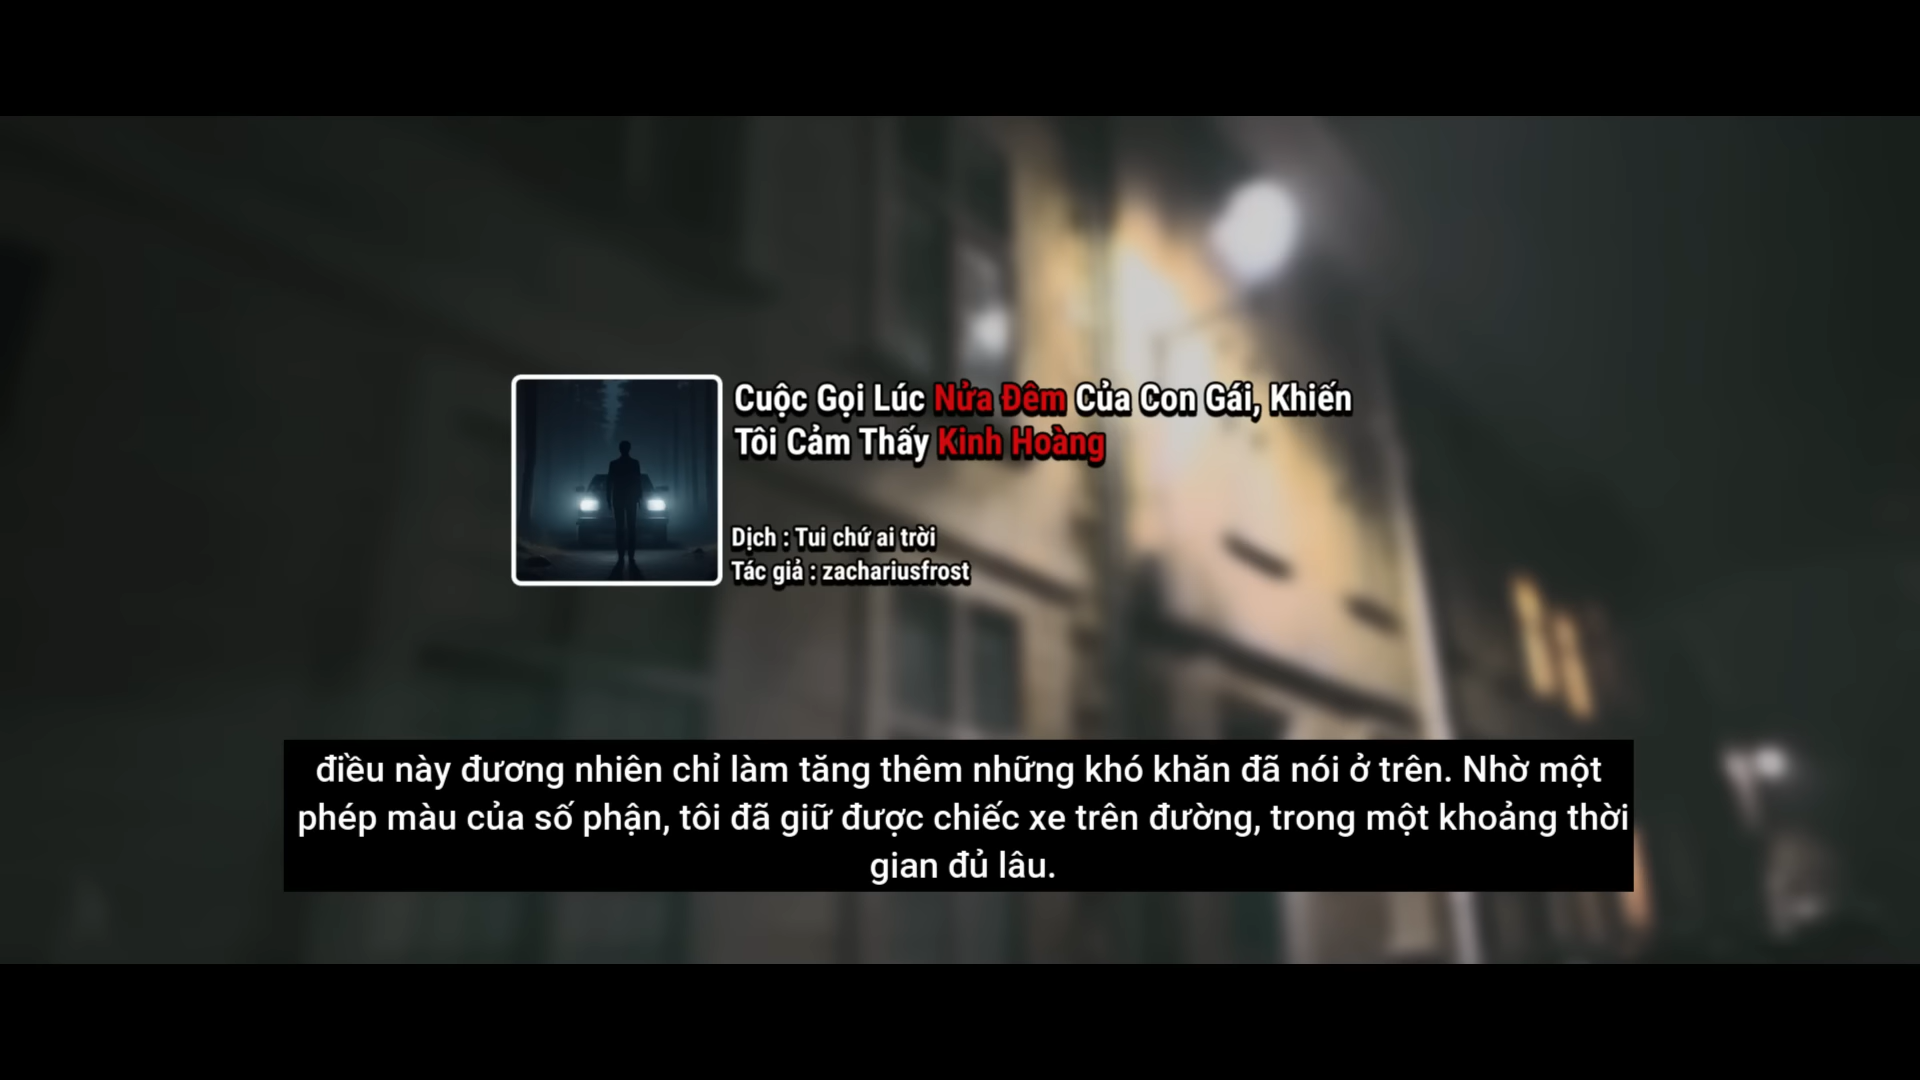 Cuộc Gọi Lúc Nửa Đêm Của Con Gái, Khiến
Tôi Cảm Thấy Kinh Hoàng
Dịch : Tui chứ ai trời
Tác giả : zachariusfrost
điều này đương nhiên chỉ làm tăng thêm những khó khăn đã nói ở trên. Nhờ một
phép màu của số phận, tôi đã giữ được chiếc xe trên đường, trong một khoảng thời
gian đủ lâu.